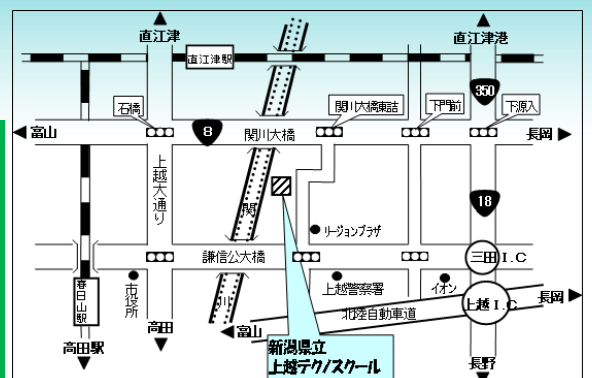 直江津
直江津港
直江津駅
350
石橋
関川大橋東詰
下門前
下源入
富山
8
関川大橋
長岡
上越大通り
18
関
リージョンプラザ
謙信公大橋
三田I.C
春日山駅
市役所
川
上越警察署
イオン
上越I.C
長岡
高田
富山
北陸自動車道
高田駅
新潟県立
上越テクノスクール
長野